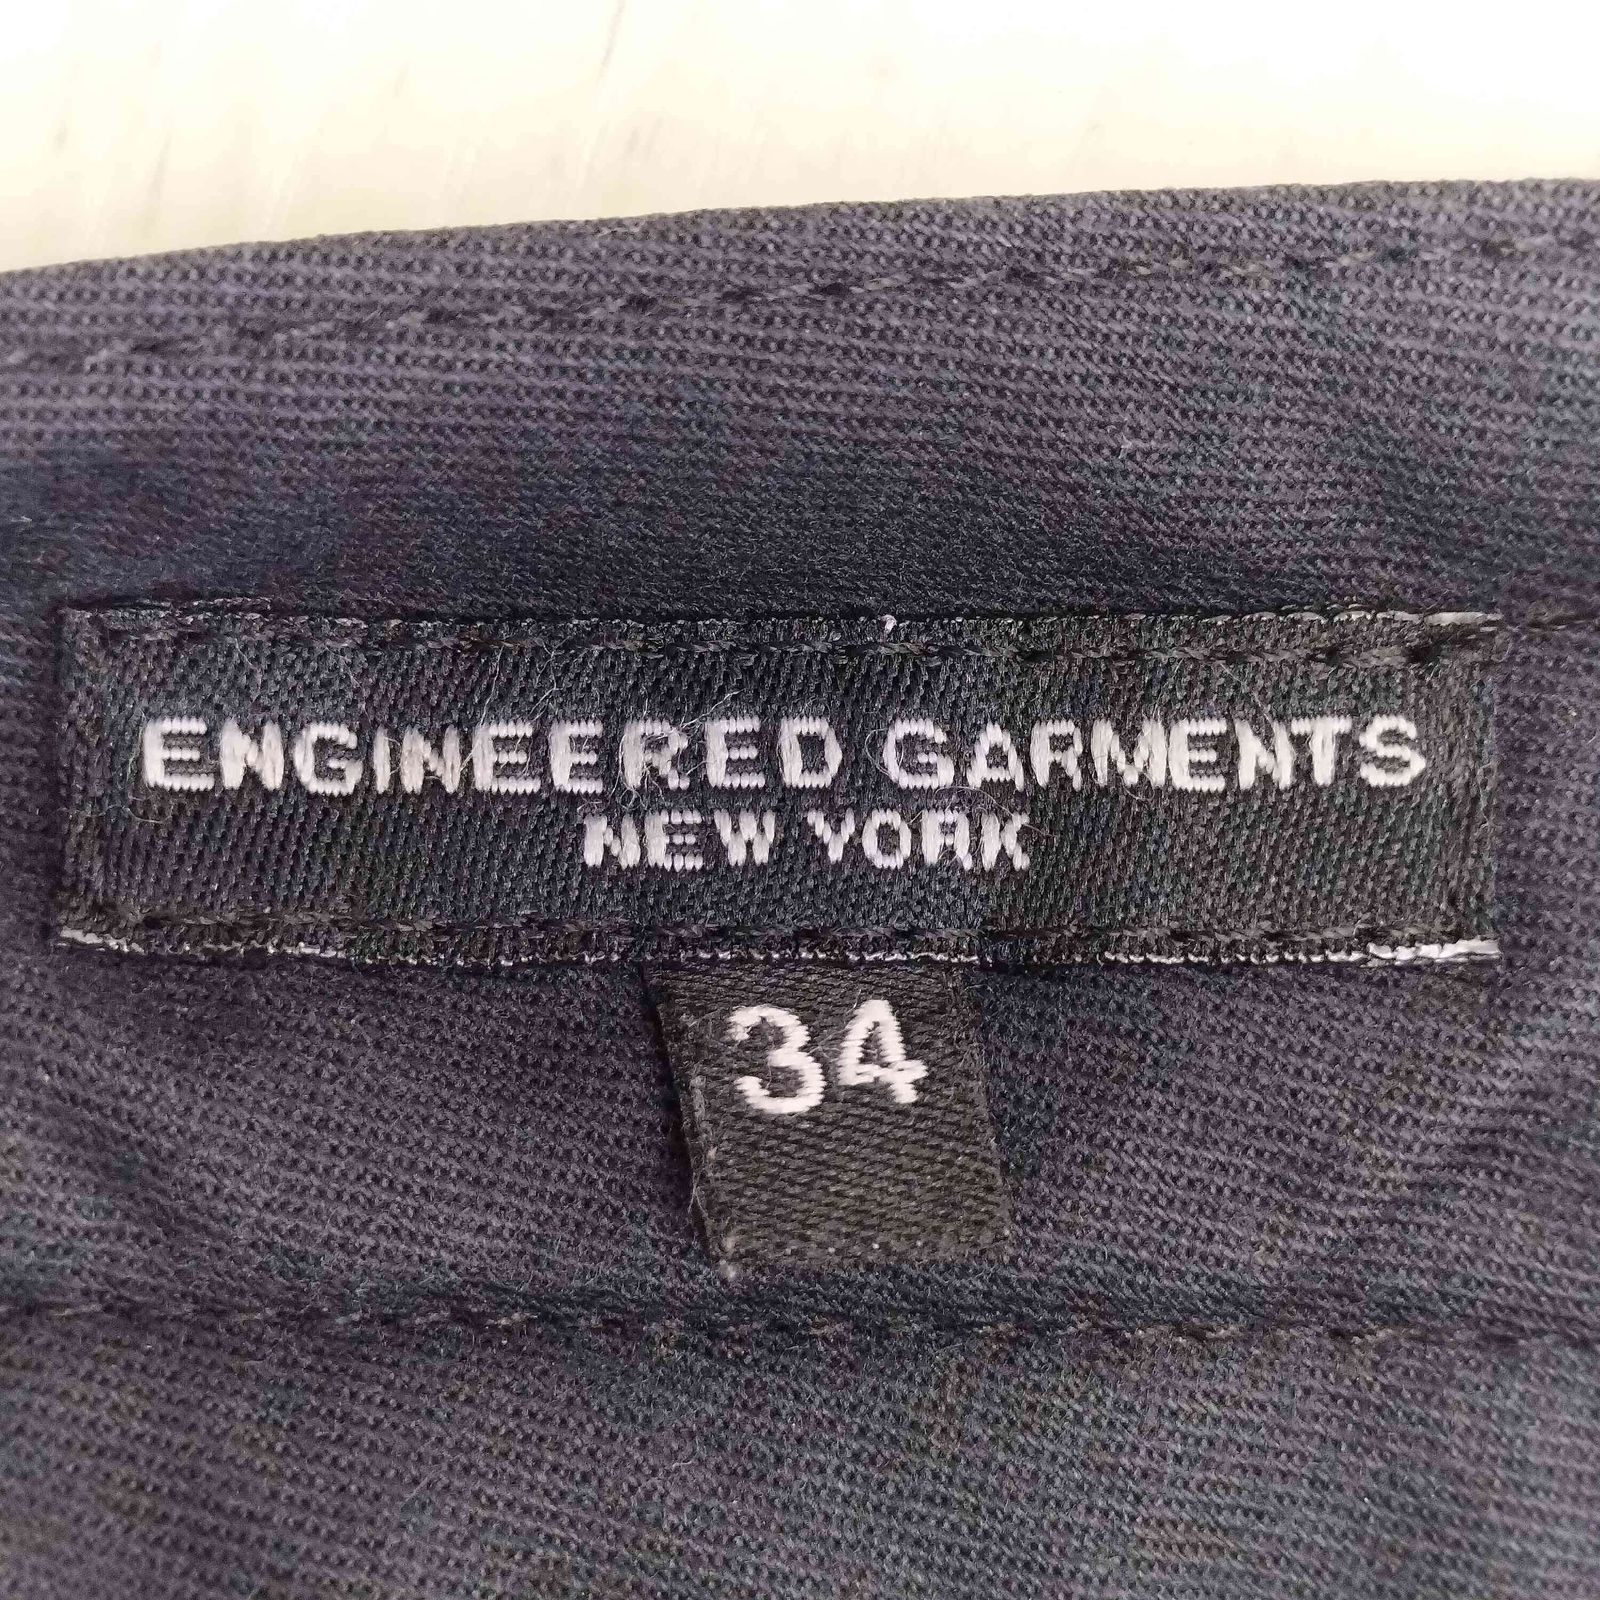 ENGINEERED GARMENTS
NEW YORK
34